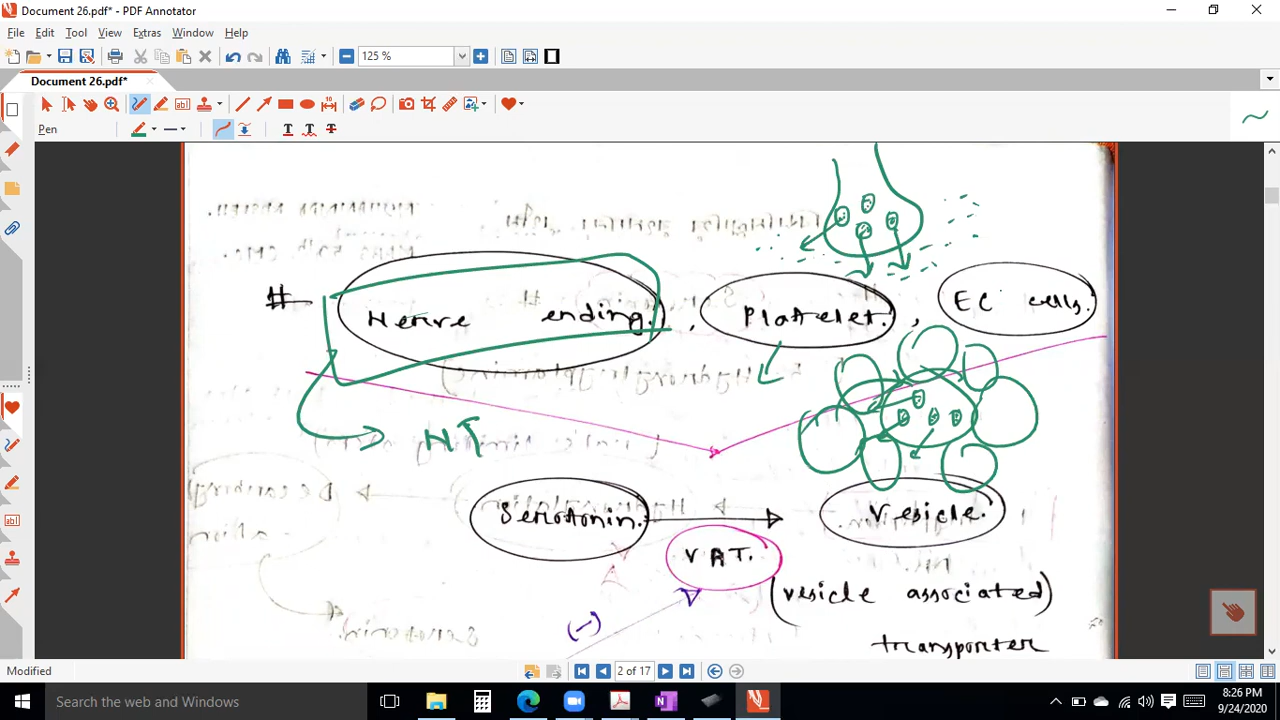 Document 26.pdf* - PDF Annotator
File Edit Tool View Extras Window Help
125 %
Document 26.pdf*
Pen
# Nerve ending. , Platelet. , EC cells.
NT
Serotonin. Vesicle.
VAT.
(vesicle associated)
transporter
(-)
Modified
2 of 17
Search the web and Windows
8:26 PM
9/24/2020